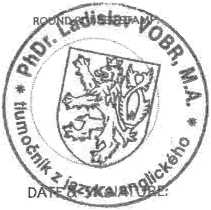 ROUND
PhDr. Ladislav VOBR, M.A.
* tlumočník z jazyka anglického *
DATE